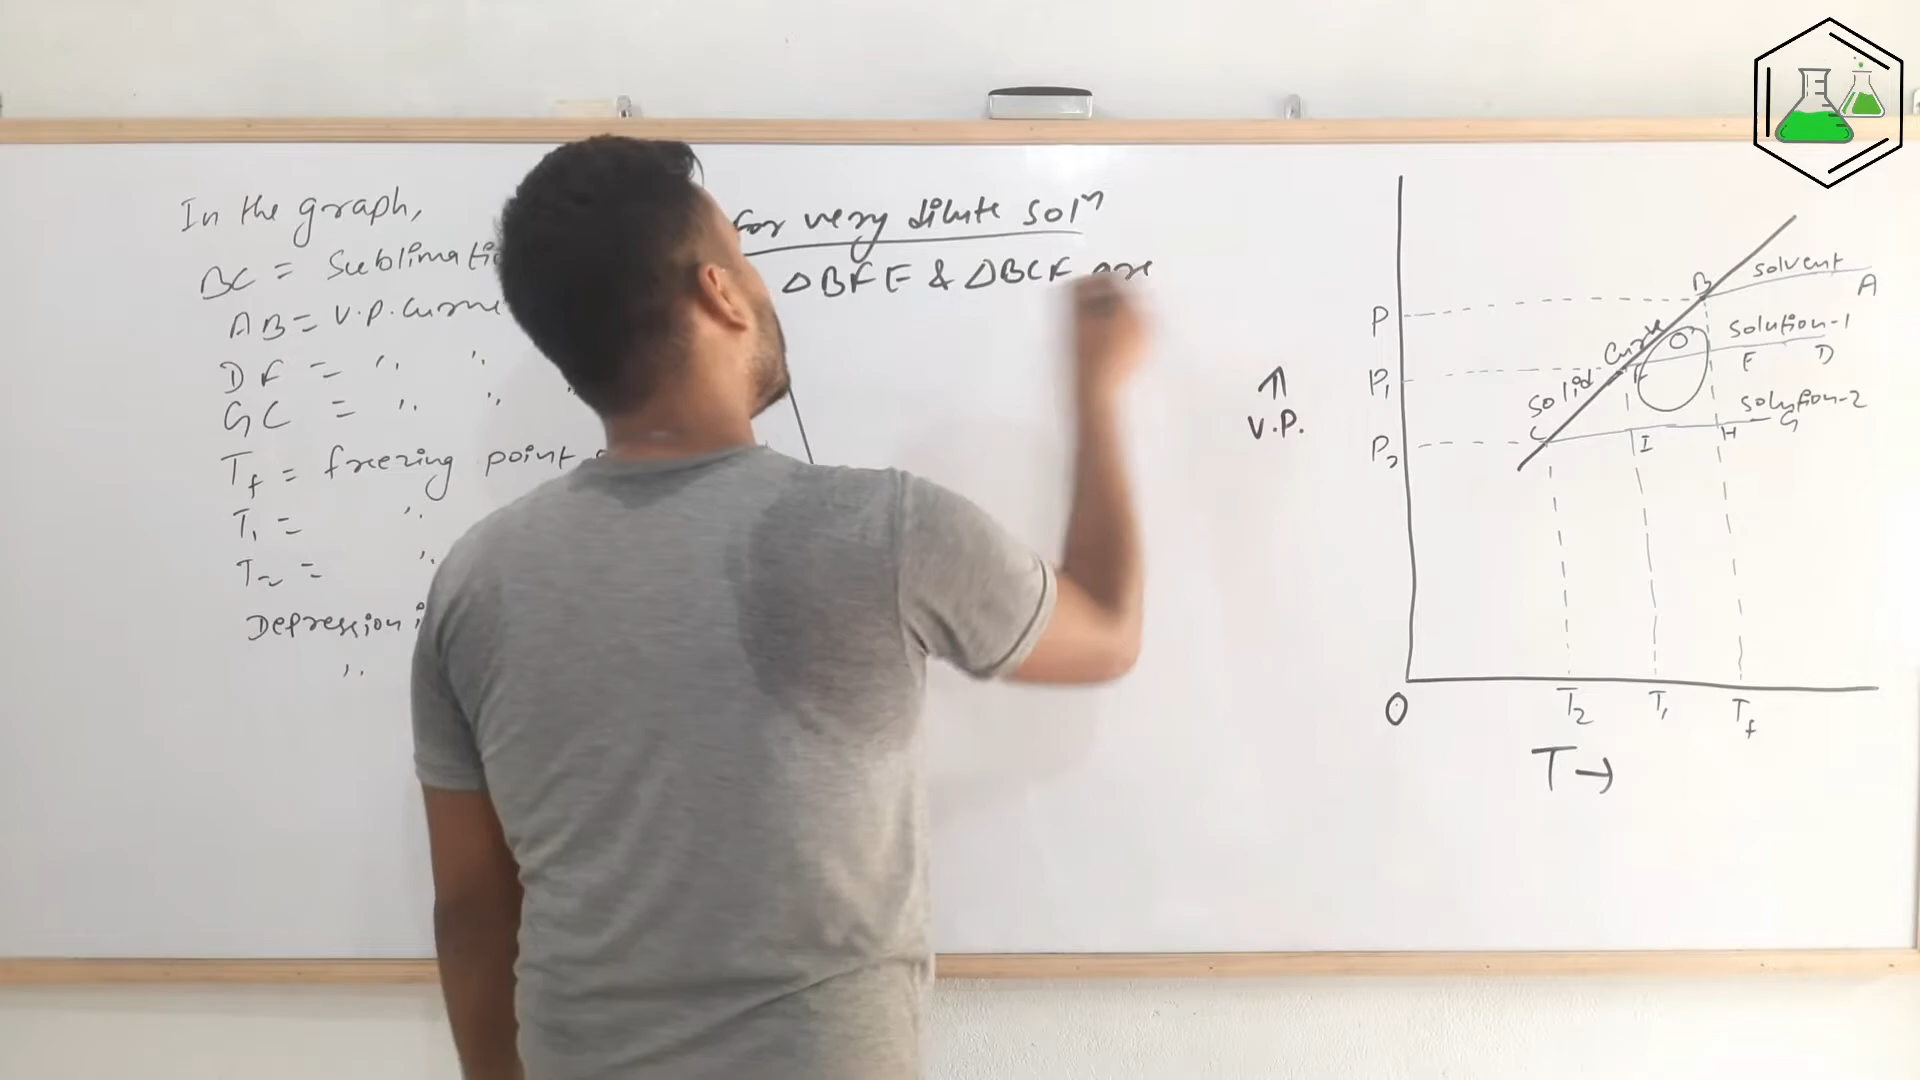 In the graph,
BC = Sublimati
AB = V.P. Curve
DF = ,, ,,
GC = ,, ,,
Tf = freezing point
T1 = ,,
T2 = ,,
Depression i
,,
for very dilute solⁿ
△BFE & △BCF are
solvent
B
A
P
solution-1
Solid Curve
F
E
D
P1
V.P.
solution-2
G
P2
C
I
H
O
T2
T1
Tf
T→